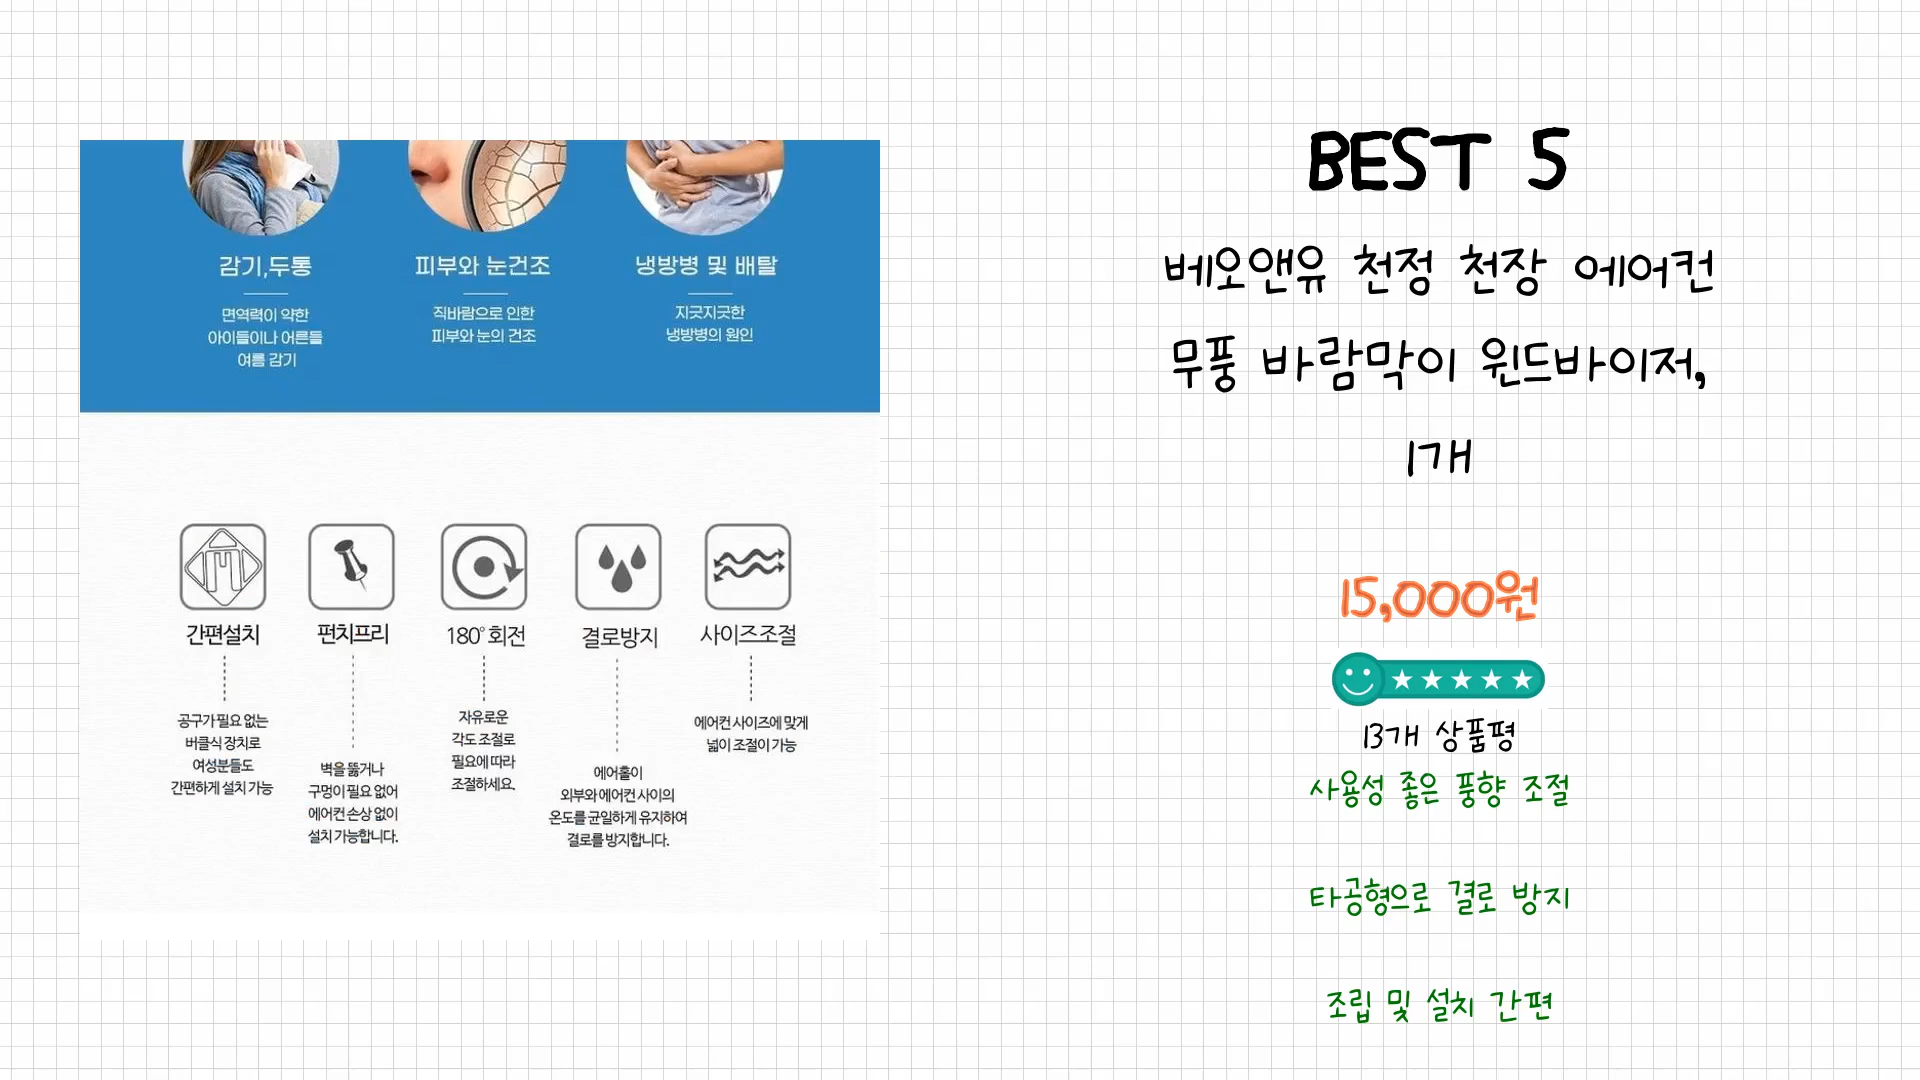 감기,두통
면역력이 약한
아이들이나 어른들
여름 감기
피부와 눈건조
직바람으로 인한
피부와 눈의 건조
냉방병 및 배탈
지긋지긋한
냉방병의 원인
간편설치
공구가 필요 없는
버클식 장치로
여성분들도
간편하게 설치 가능
펀치프리
벽을 뚫거나
구멍이 필요 없어
에어컨 손상 없이
설치 가능합니다.
180° 회전
자유로운
각도 조절로
필요에 따라
조절하세요.
결로방지
에어홀이
외부와 에어컨 사이의
온도를 균일하게 유지하여
결로를 방지합니다.
사이즈조절
에어컨 사이즈에 맞게
넓이 조절이 가능
BEST 5
베오앤유 천정 천장 에어컨
무풍 바람막이 윈드바이저,
1개
15,000원
13개 상품평
사용성 좋은 풍향 조절
타공형으로 결로 방지
조립 및 설치 간편